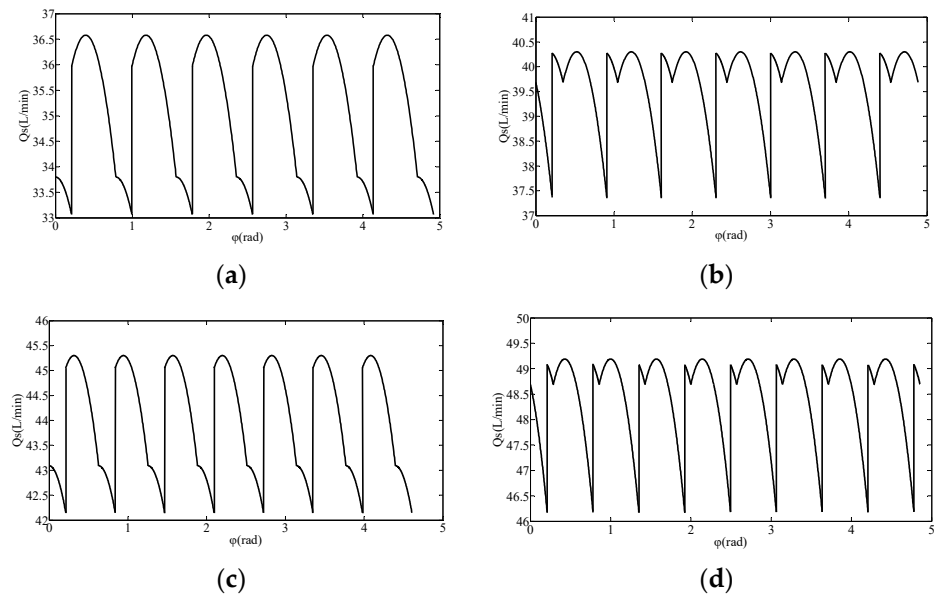 37
36.5
36
35.5
35
34.5
34
33.5
33
Qs(L/min)
0 1 2 3 4 5
φ(rad)
(a)
41
40.5
40
39.5
39
38.5
38
37.5
37
Qs(L/min)
0 1 2 3 4 5
φ(rad)
(b)
46
45.5
45
44.5
44
43.5
43
42.5
42
Qs(L/min)
0 1 2 3 4 5
φ(rad)
(c)
50
49.5
49
48.5
48
47.5
47
46.5
46
Qs(L/min)
0 1 2 3 4 5
φ(rad)
(d)